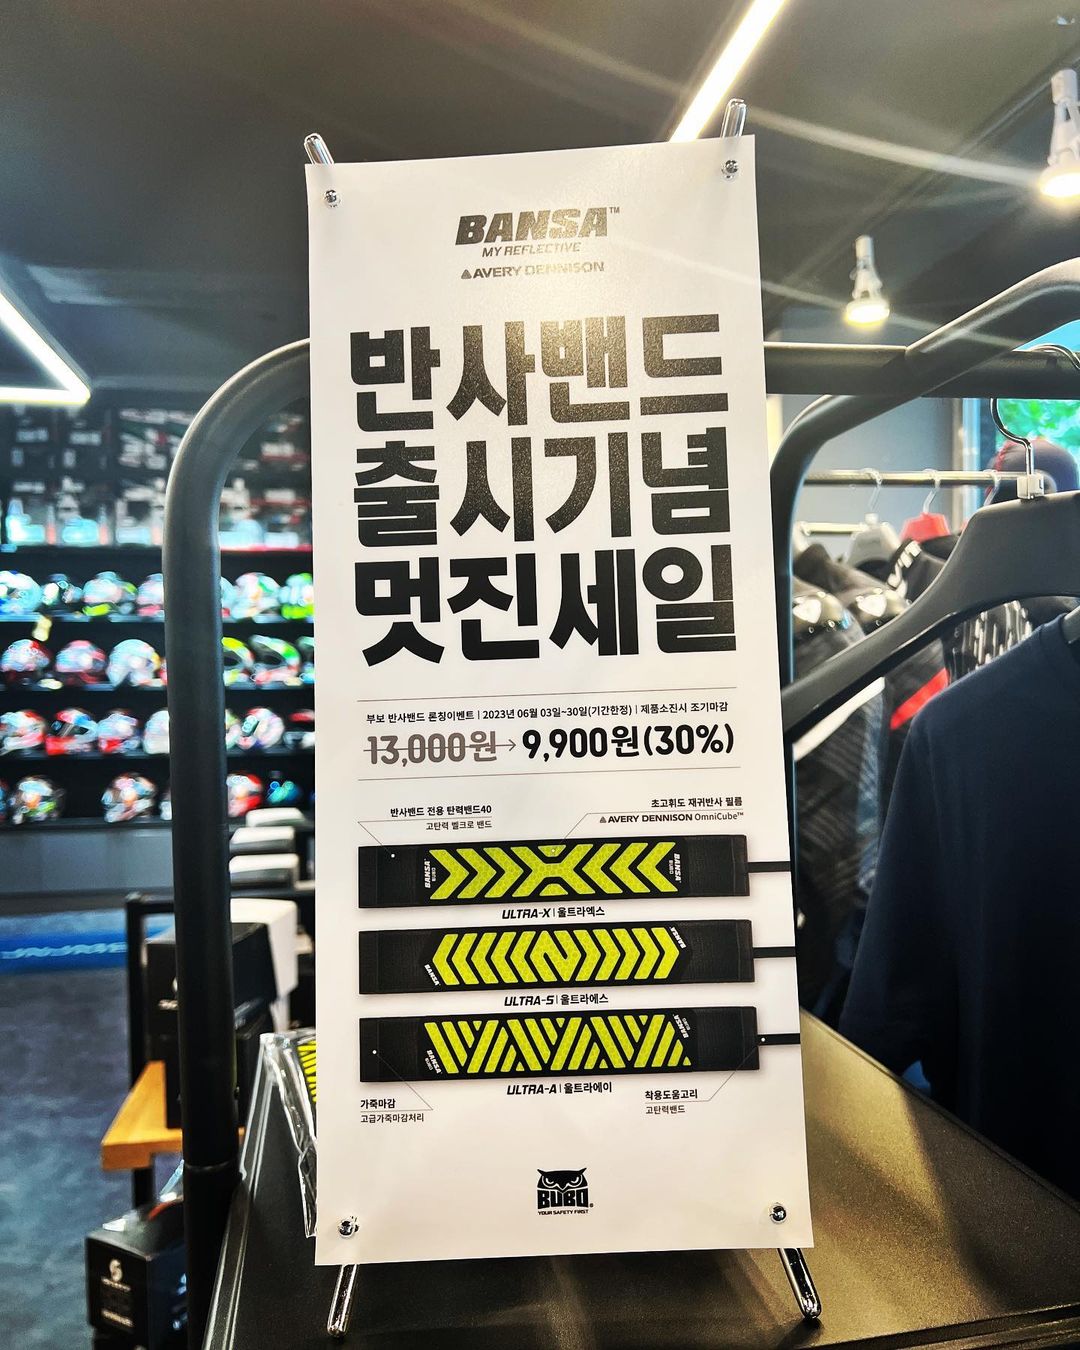 BANSA™
MY REFLECTIVE
AVERY DENNISON
반사밴드
출시기념
멋진세일
부보 반사밴드 론칭이벤트 | 2023년 06월 03일~30일(기간한정) | 제품소진시 조기마감
13,000원→9,900원(30%)
반사밴드 전용 탄력밴드40
고탄력 벨크로 밴드
초고휘도 재귀반사 필름
AVERY DENNISON OmniCube™
BANSA
BUBO
BANSA
BUBO
ULTRA-X | 울트라엑스
BANSA
BANSA
ULTRA-S | 울트라에스
BANSA
BUBO
BANSA
BUBO
ULTRA-A | 울트라에이
가죽마감
고급가죽마감처리
착용도움고리
고탄력밴드
BUBO®
YOUR SAFETY FIRST